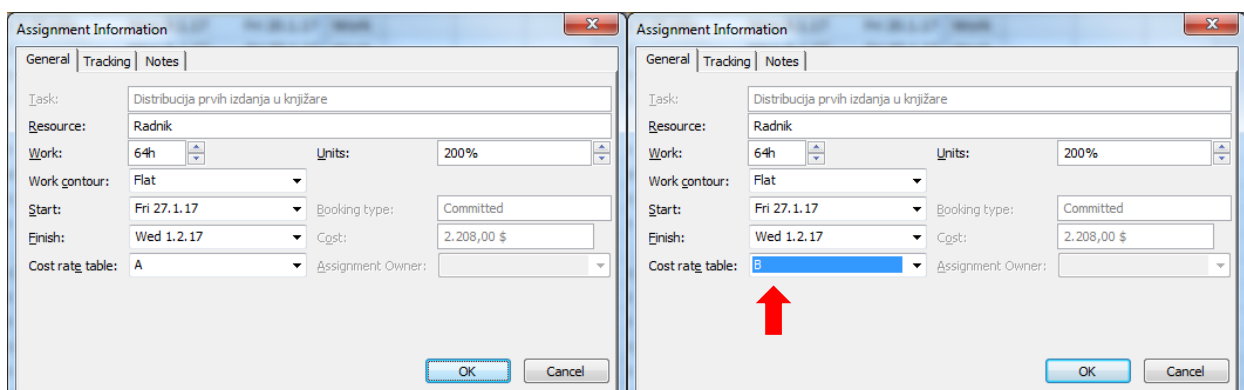 Assignment Information
General Tracking Notes
Task: Distribucija prvih izdanja u knjižare
Resource: Radnik
Work: 64h Units: 200%
Work contour: Flat
Start: Fri 27.1.17 Booking type: Committed
Finish: Wed 1.2.17 Cost: 2.208,00 $
Cost rate table: A Assignment Owner:
OK Cancel
Assignment Information
General Tracking Notes
Task: Distribucija prvih izdanja u knjižare
Resource: Radnik
Work: 64h Units: 200%
Work contour: Flat
Start: Fri 27.1.17 Booking type: Committed
Finish: Wed 1.2.17 Cost: 2.208,00 $
Cost rate table: B Assignment Owner:
OK Cancel